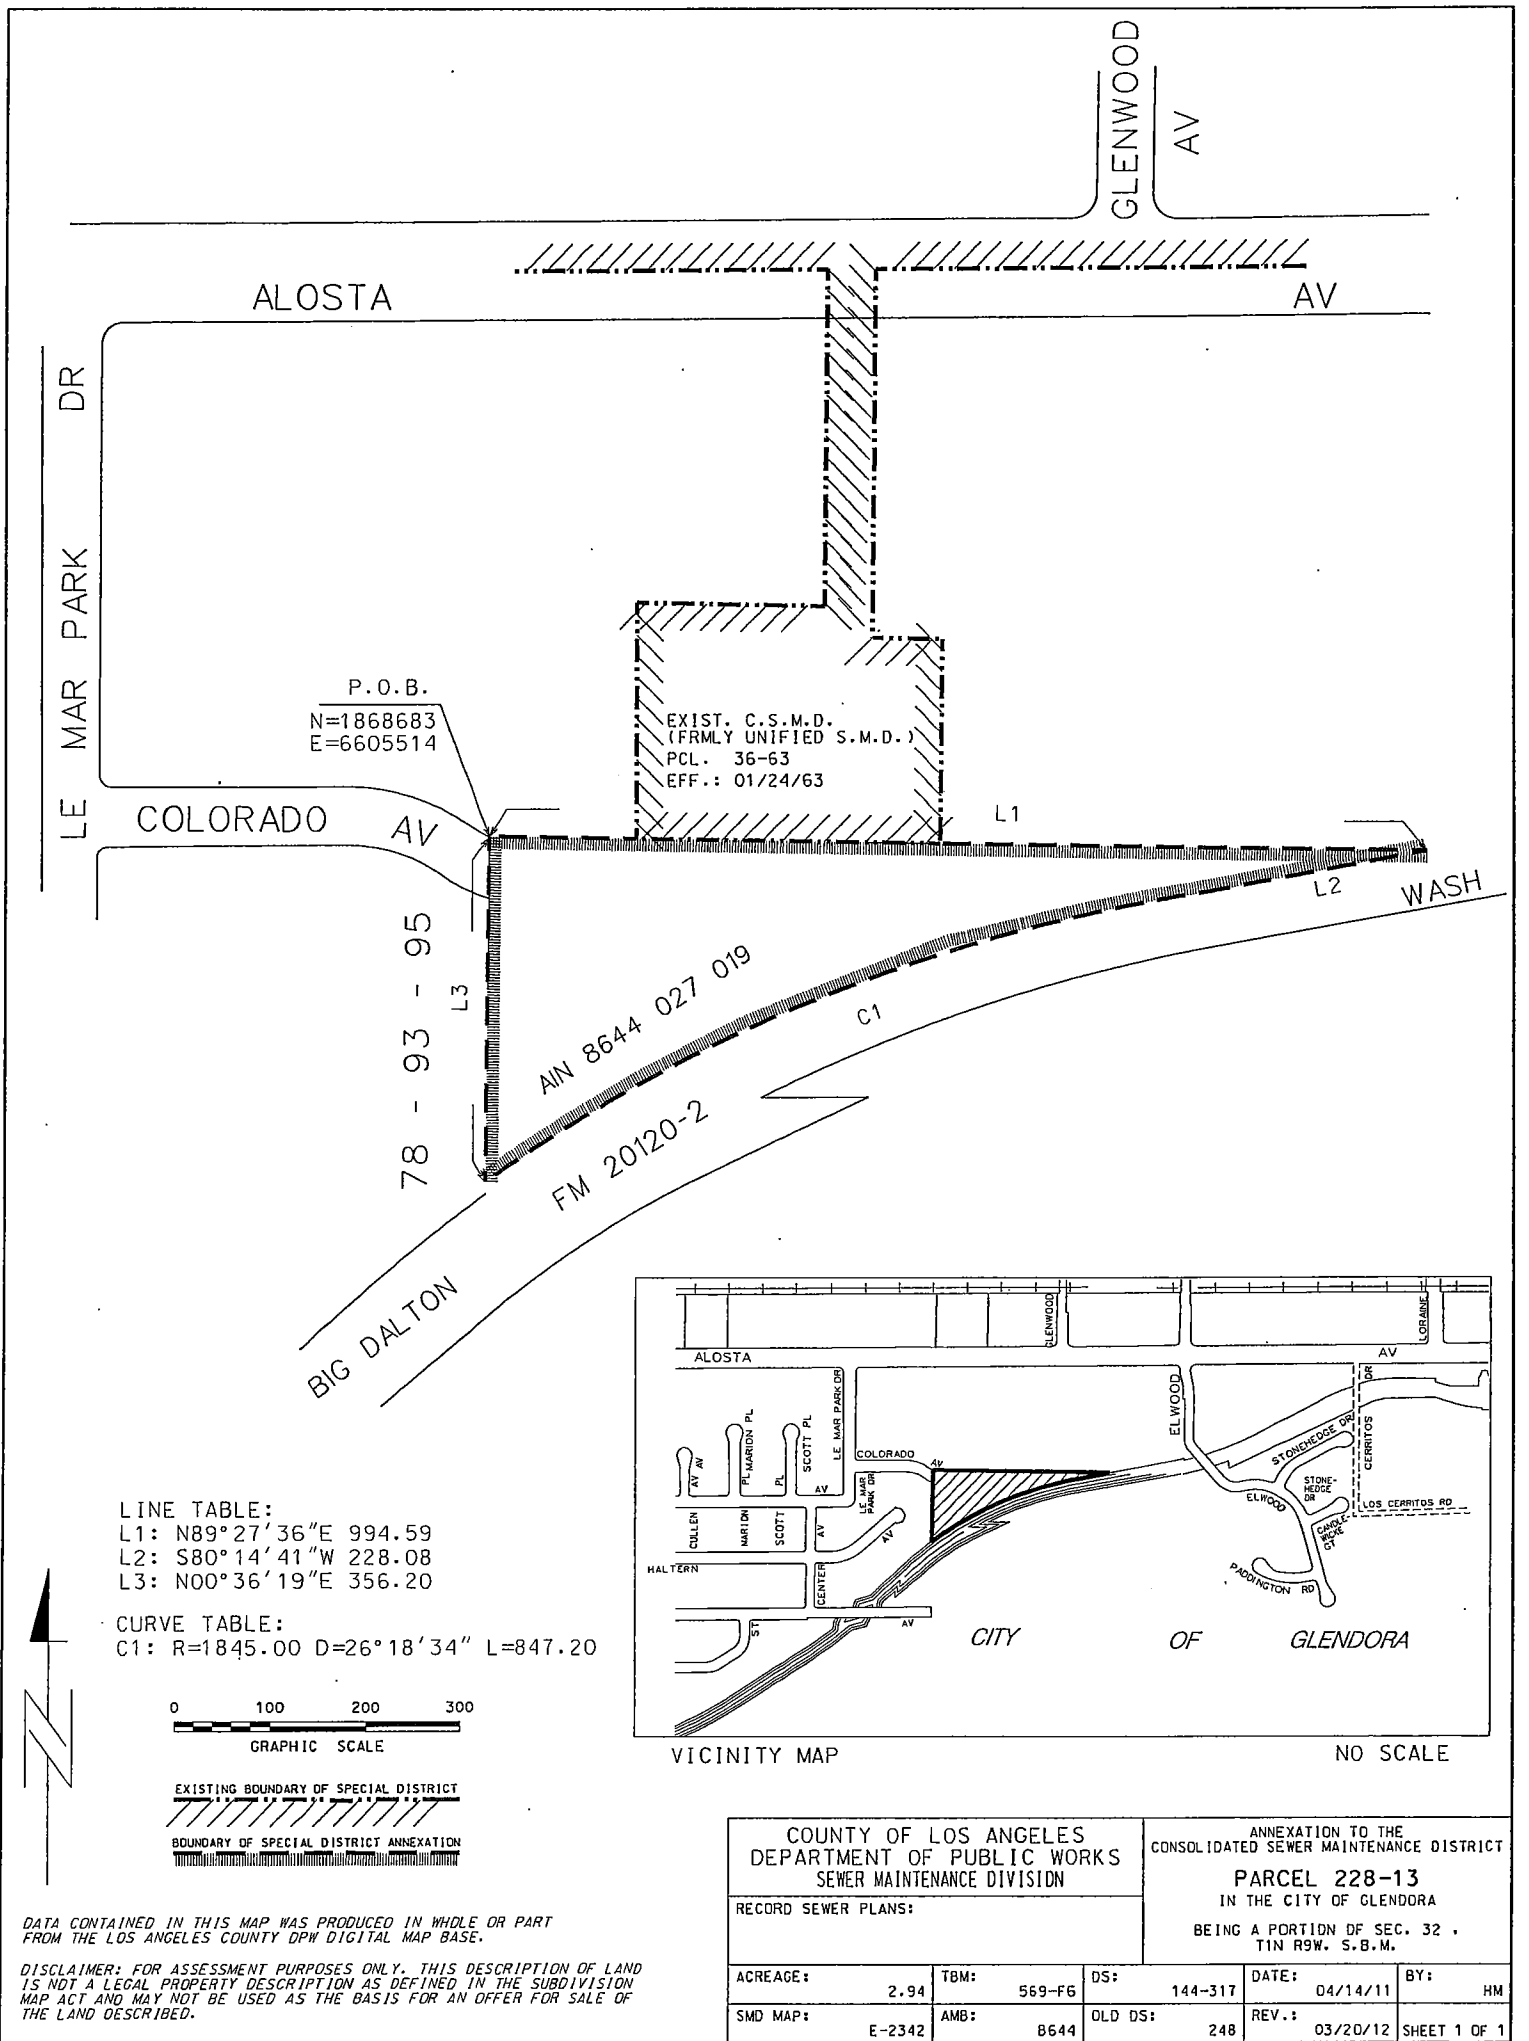 GLENWOOD
AV
ALOSTA
AV
LE MAR PARK DR
P.O.B.
N=1868683
E=6605514
EXIST. C.S.M.D.
(FRMLY UNIFIED S.M.D.)
PCL. 36-63
EFF.: 01/24/63
COLORADO AV
L1
L2
WASH
L3
78 - 93 - 95
AIN 8644 027 019
C1
FM 20120-2
BIG DALTON
LINE TABLE:
L1: N89°27'36"E 994.59
L2: S80°14'41"W 228.08
L3: N00°36'19"E 356.20
CURVE TABLE:
C1: R=1845.00 D=26°18'34" L=847.20
N
0 100 200 300
GRAPHIC SCALE
EXISTING BOUNDARY OF SPECIAL DISTRICT
BOUNDARY OF SPECIAL DISTRICT ANNEXATION
GLENWOOD
LORAINE
ALOSTA
AV
LE MAR PARK DR
ELWOOD
DR
AV
PL MARION PL
SCOTT PL
PL
COLORADO
AV
STONEHEDGE DR
CERRITOS
AV
LE MAR
PARK DR
STONE-
HEDGE
DR
ELWOOD
LOS CERRITOS RD
CULLEN
AV
MARION
SCOTT
AV
AV
CANDLE-
WICKE
CT
HALTERN
CENTER
PADDINGTON RD
ST
AV
CITY OF GLENDORA
VICINITY MAP
NO SCALE
DATA CONTAINED IN THIS MAP WAS PRODUCED IN WHOLE OR PART
FROM THE LOS ANGELES COUNTY DPW DIGITAL MAP BASE.
DISCLAIMER: FOR ASSESSMENT PURPOSES ONLY. THIS DESCRIPTION OF LAND
IS NOT A LEGAL PROPERTY DESCRIPTION AS DEFINED IN THE SUBDIVISION
MAP ACT AND MAY NOT BE USED AS THE BASIS FOR AN OFFER FOR SALE OF
THE LAND DESCRIBED.
COUNTY OF LOS ANGELES
DEPARTMENT OF PUBLIC WORKS
SEWER MAINTENANCE DIVISION
RECORD SEWER PLANS:
ANNEXATION TO THE
CONSOLIDATED SEWER MAINTENANCE DISTRICT
PARCEL 228-13
IN THE CITY OF GLENDORA
BEING A PORTION OF SEC. 32 ,
T1N R9W. S.B.M.
ACREAGE: 2.94
TBM: 569-F6
DS: 144-317
DATE: 04/14/11
BY: HM
SMD MAP: E-2342
AMB: 8644
OLD DS: 248
REV.: 03/20/12
SHEET 1 OF 1